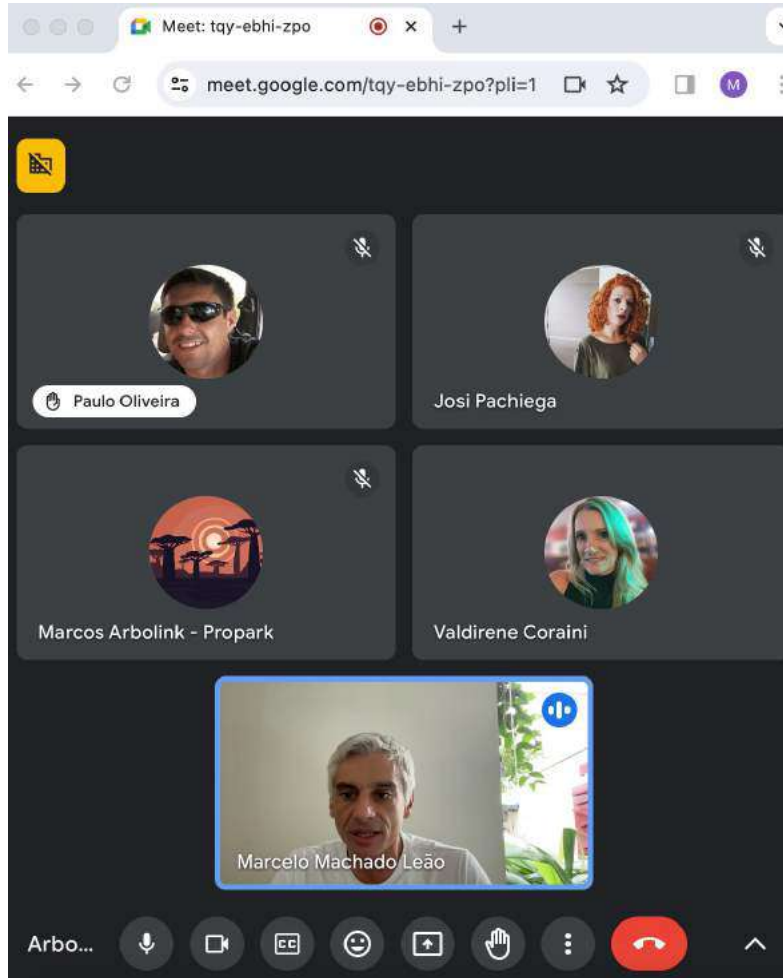 Meet: tqy-ebhi-zpo
meet.google.com/tqy-ebhi-zpo?pli=1
M
Paulo Oliveira
Josi Pachiega
Marcos Arbolink - Propark
Valdirene Coraini
Marcelo Machado Leão
Arbo...
CC